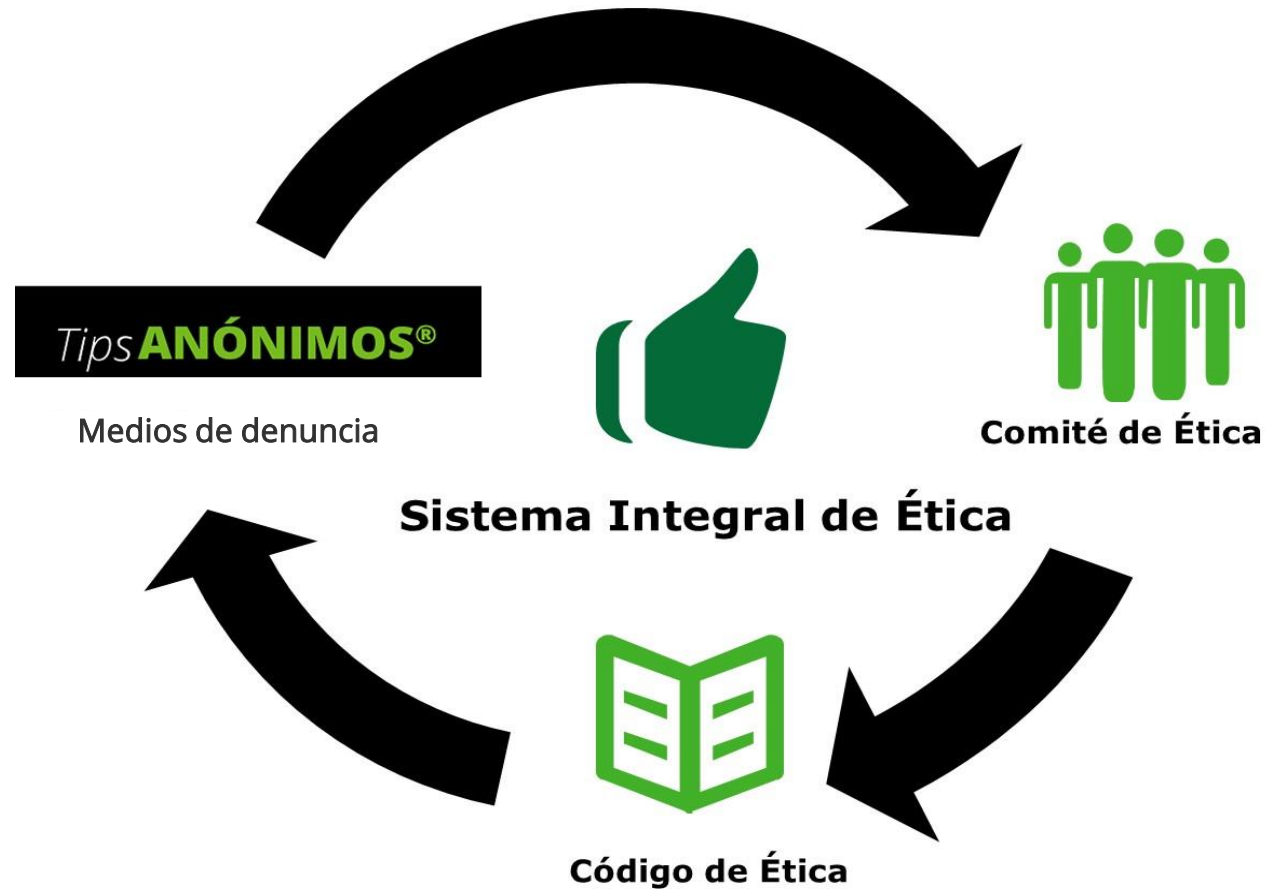 Tips ANÓNIMOS®
Medios de denuncia
Comité de Ética
Sistema Integral de Ética
Código de Ética